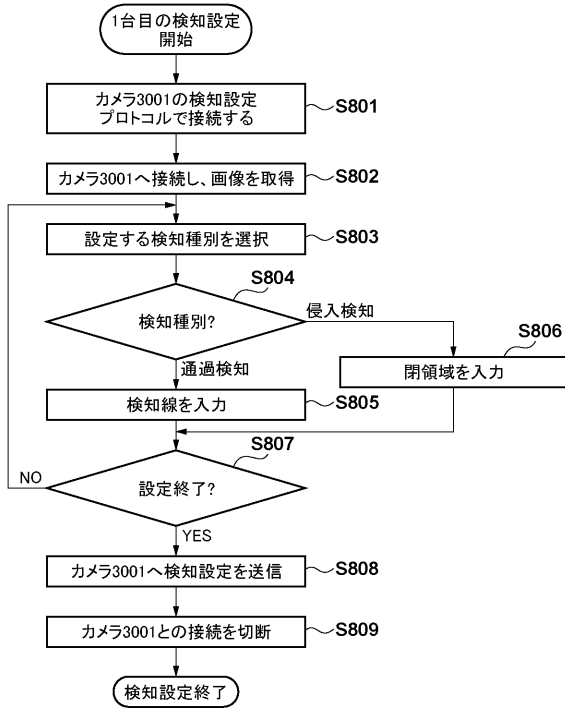 1台目の検知設定
開始
カメラ3001の検知設定
プロトコルで接続する
S801
カメラ3001へ接続し、画像を取得
S802
設定する検知種別を選択
S803
S804
検知種別?
侵入検知
通過検知
S806
閉領域を入力
検知線を入力
S805
S807
NO
設定終了?
YES
カメラ3001へ検知設定を送信
S808
カメラ3001との接続を切断
S809
検知設定終了